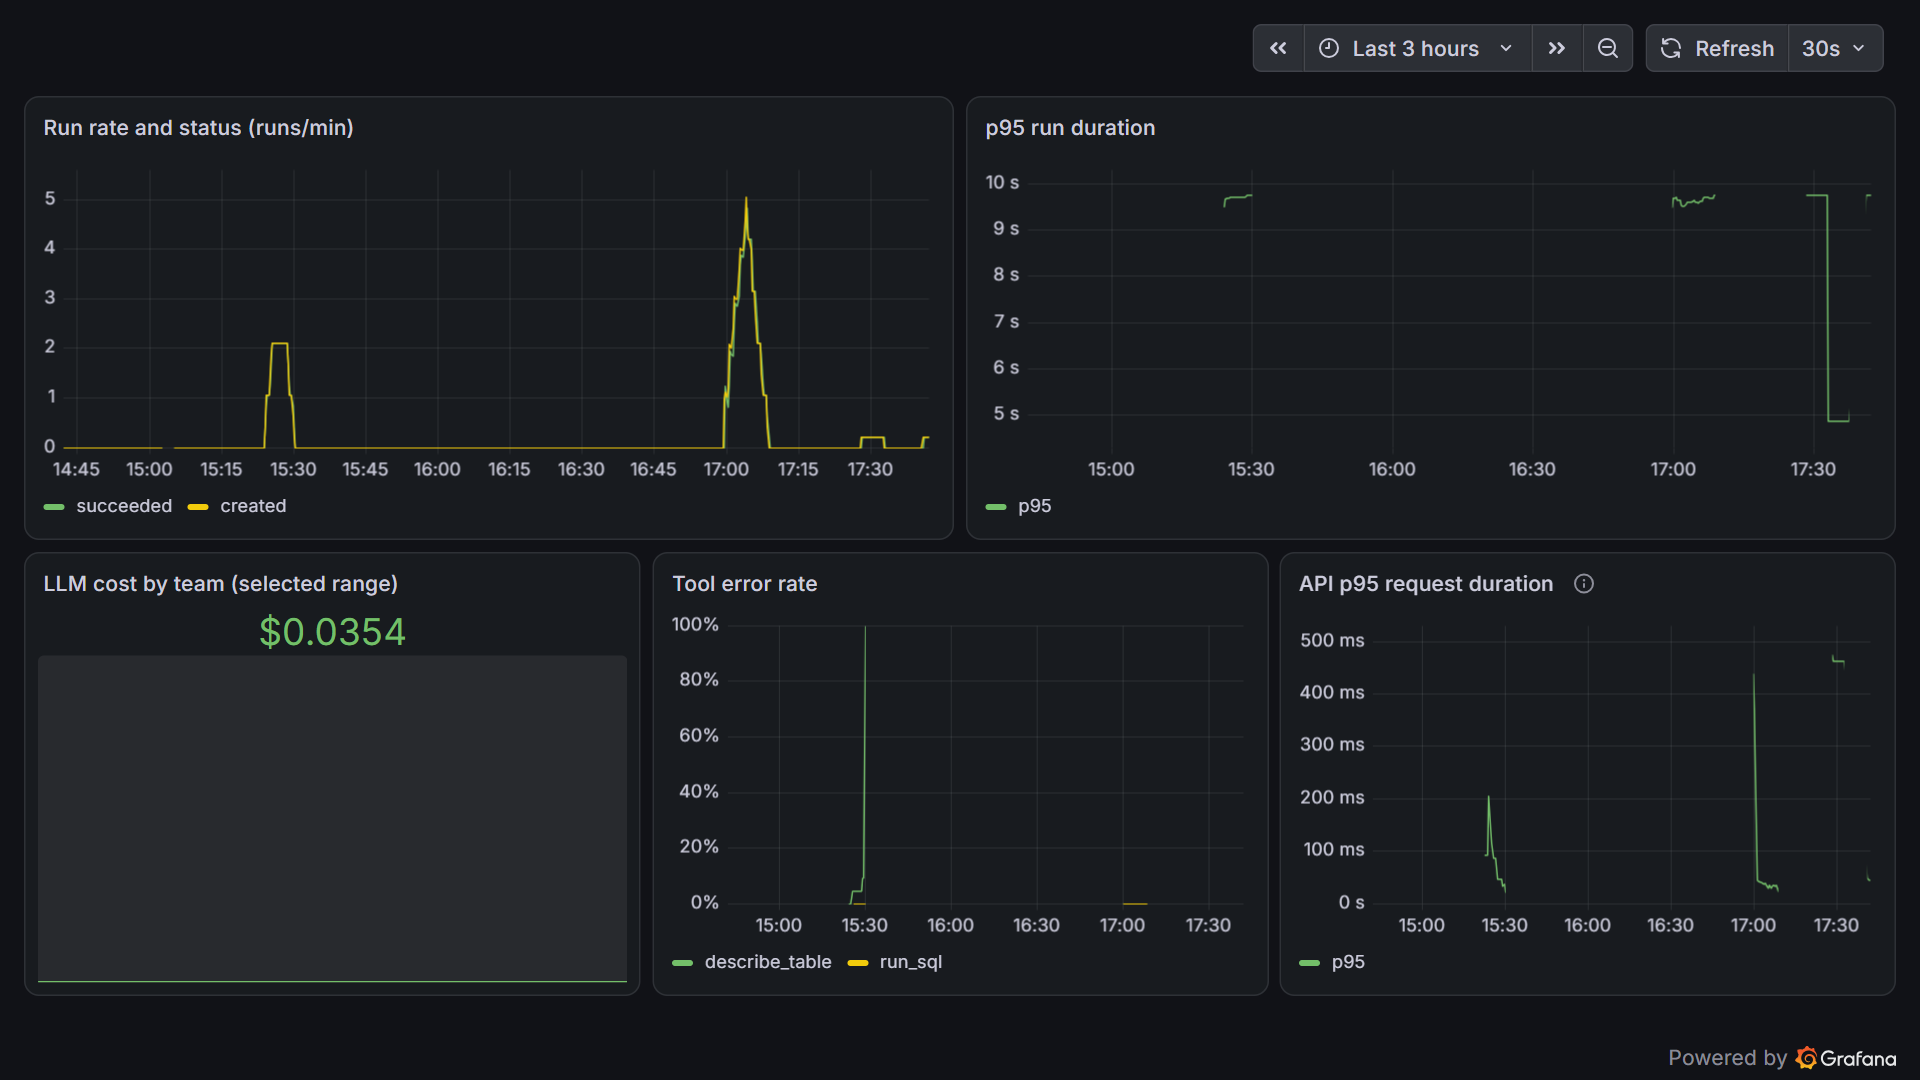 Last 3 hours Refresh 30s
Run rate and status (runs/min)
5
4
3
2
1
0
14:45 15:00 15:15 15:30 15:45 16:00 16:15 16:30 16:45 17:00 17:15 17:30
succeeded created
p95 run duration
10 s
9 s
8 s
7 s
6 s
5 s
15:00 15:30 16:00 16:30 17:00 17:30
p95
LLM cost by team (selected range)
$0.0354
Tool error rate
100%
80%
60%
40%
20%
0%
15:00 15:30 16:00 16:30 17:00 17:30
describe_table run_sql
API p95 request duration
500 ms
400 ms
300 ms
200 ms
100 ms
0 s
15:00 15:30 16:00 16:30 17:00 17:30
p95
Powered by Grafana